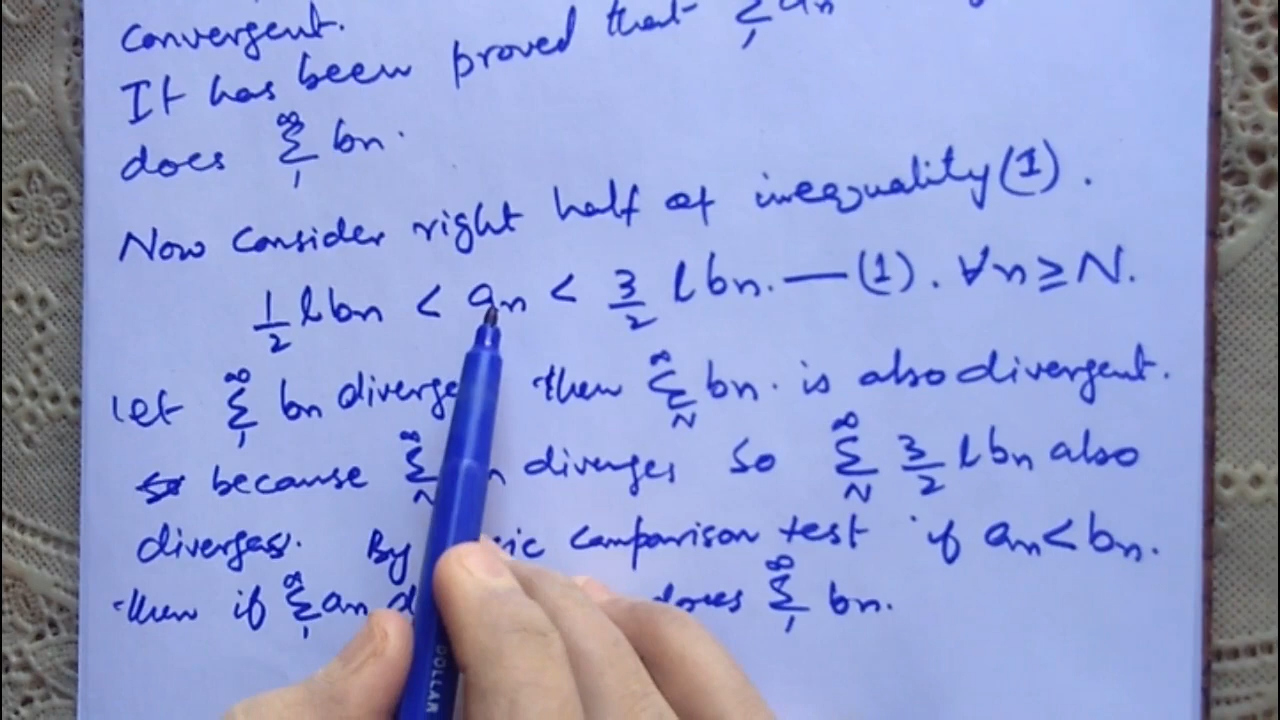 convergent.
It has been proved that ∑₁ aₙ
does ∑₁^∞ bn.
Now Consider right half of inequality (1).
1/2 l bn < an < 3/2 l bn. — (1). ∀n ≥ N.
let ∑₁^∞ bn diverge then ∑_N^∞ bn. is also divergent.
because ∑_N^∞ n diverges So ∑_N^∞ 3/2 l bn also
diverges. By comparison test if an < bn.
then if ∑₁^∞ an does ∑₁^∞ bn.
DOLLAR